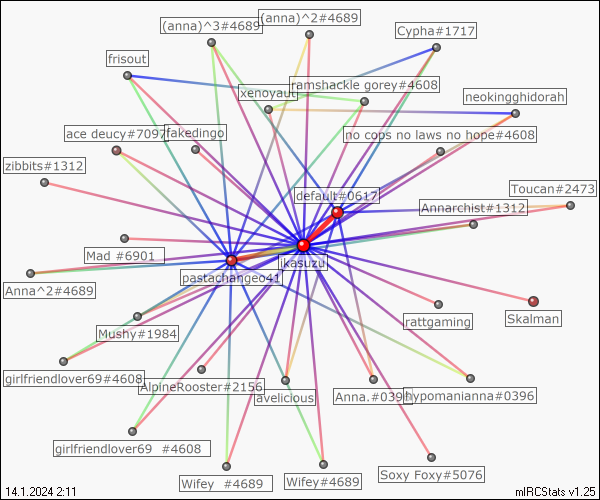 (anna)^3#4689
(anna)^2#4689
Cypha#1717
frisout
ramshackle gorey#4608
xenoyaut
neokingghidorah
ace deucy#7097
fakedingo
no cops no laws no hope#4608
zibbits#1312
default#0617
Toucan#2473
Annarchist#1312
Mad #6901
jkasuzu
pastachangeo41
Anna^2#4689
Mushy#1984
rattgaming
Skalman
girlfriendlover69#4608
AlpineRooster#2156
avelicious
Anna.#0396
hypomanianna#0396
girlfriendlover69 #4608
Wifey #4689
Wifey#4689
Soxy Foxy#5076
14.1.2024 2:11
mIRCStats v1.25